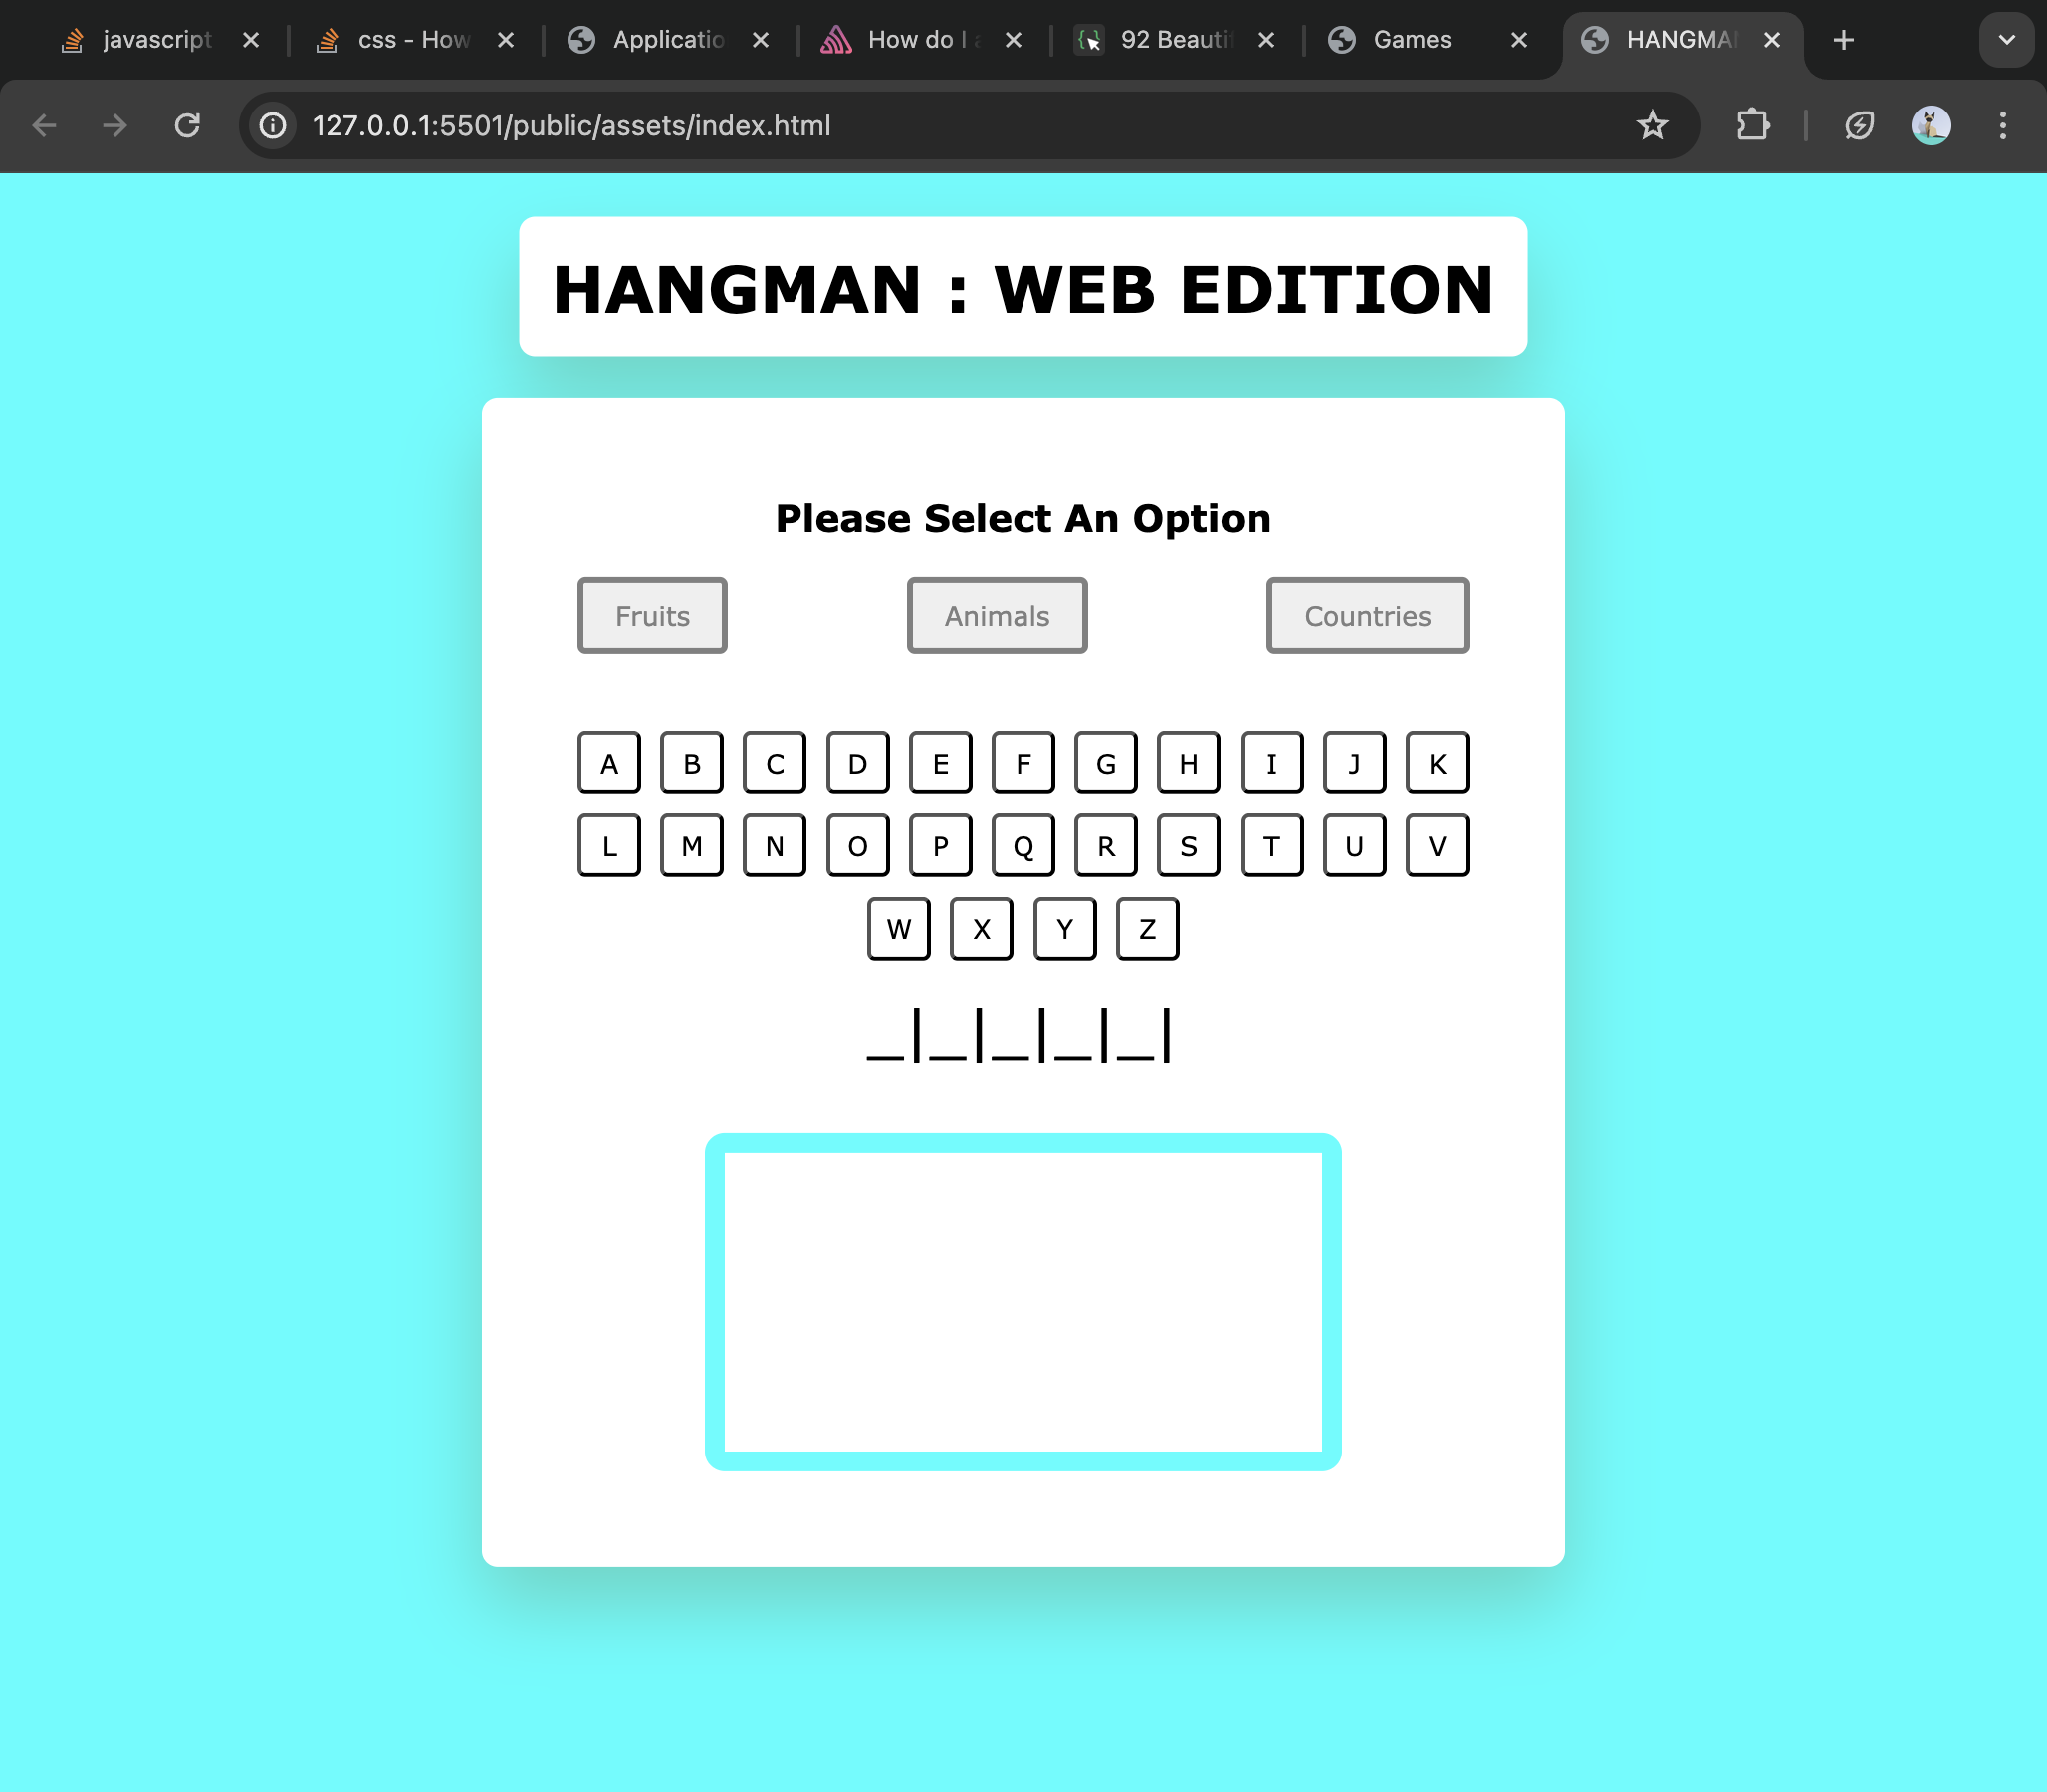 javascript css - How Applicatio How do I a 92 Beauti Games HANGMA
127.0.0.1:5501/public/assets/index.html
HANGMAN : WEB EDITION
Please Select An Option
Fruits Animals Countries
A B C D E F G H I J K
L M N O P Q R S T U V
W X Y Z
_|_|_|_|_|